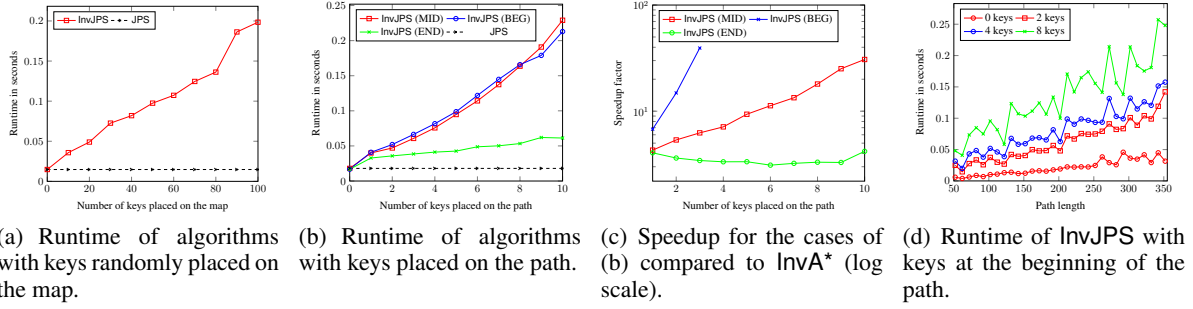 InvJPS JPS
Runtime in seconds
0.2
0.15
0.1
0.05
0
0 20 40 60 80 100
Number of keys placed on the map
InvJPS (MID) InvJPS (BEG)
InvJPS (END) JPS
Runtime in seconds
0.25
0.2
0.15
0.1
0.05
0
0 2 4 6 8 10
Number of keys placed on the path
InvJPS (MID) InvJPS (BEG)
InvJPS (END)
Speedup factor
10²
10¹
2 4 6 8 10
Number of keys placed on the path
0 keys 2 keys
4 keys 8 keys
Runtime in seconds
0.25
0.2
0.15
0.1
0.05
0
50 100 150 200 250 300 350
Path length
(a) Runtime of algorithms
with keys randomly placed on
the map.
(b) Runtime of algorithms
with keys placed on the path.
(c) Speedup for the cases of
(b) compared to InvA* (log
scale).
(d) Runtime of InvJPS with
keys at the beginning of the
path.